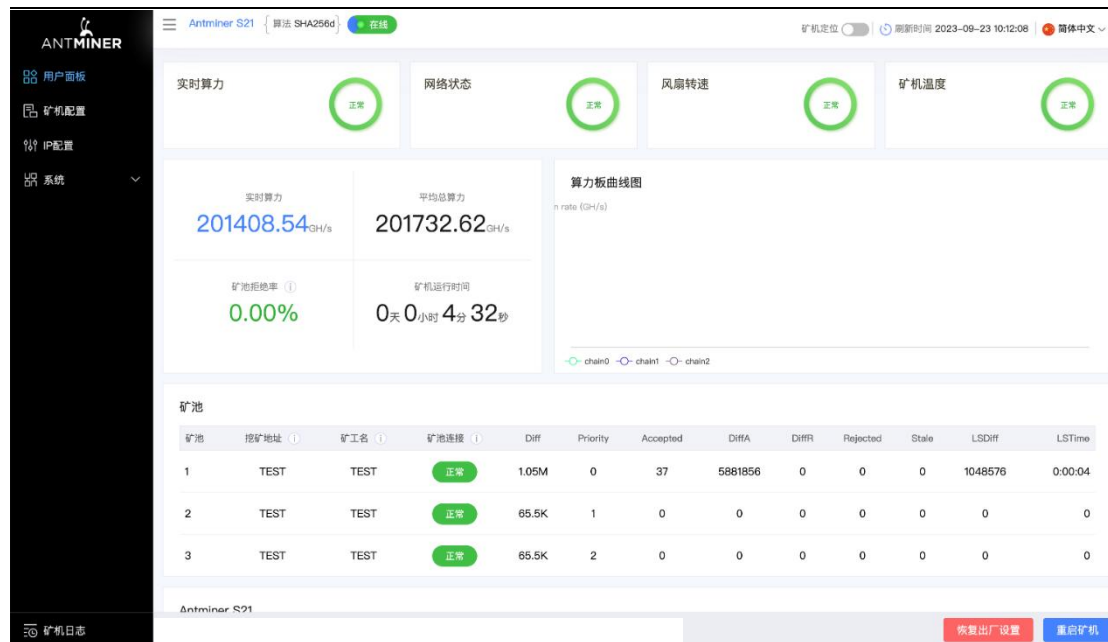 ANTMINER
Antminer S21 { 算法 SHA256d } 在线
矿机定位 刷新时间 2023-09-23 10:12:08 简体中文
用户面板
矿机配置
IP配置
系统
矿机日志
实时算力 正常
网络状态 正常
风扇转速 正常
矿机温度 正常
实时算力
201408.54GH/s
平均总算力
201732.62GH/s
矿池拒绝率
0.00%
矿机运行时间
0天 0小时 4分 32秒
算力板曲线图
n rate (GH/s)
chain0 chain1 chain2
矿池
矿池 挖矿地址 矿工名 矿池连接 Diff Priority Accepted DiffA DiffR Rejected Stale LSDiff LSTime
1 TEST TEST 正常 1.05M 0 37 5881856 0 0 0 1048576 0:00:04
2 TEST TEST 正常 65.5K 1 0 0 0 0 0 0 0
3 TEST TEST 正常 65.5K 2 0 0 0 0 0 0 0
Antminer S21
恢复出厂设置 重启矿机